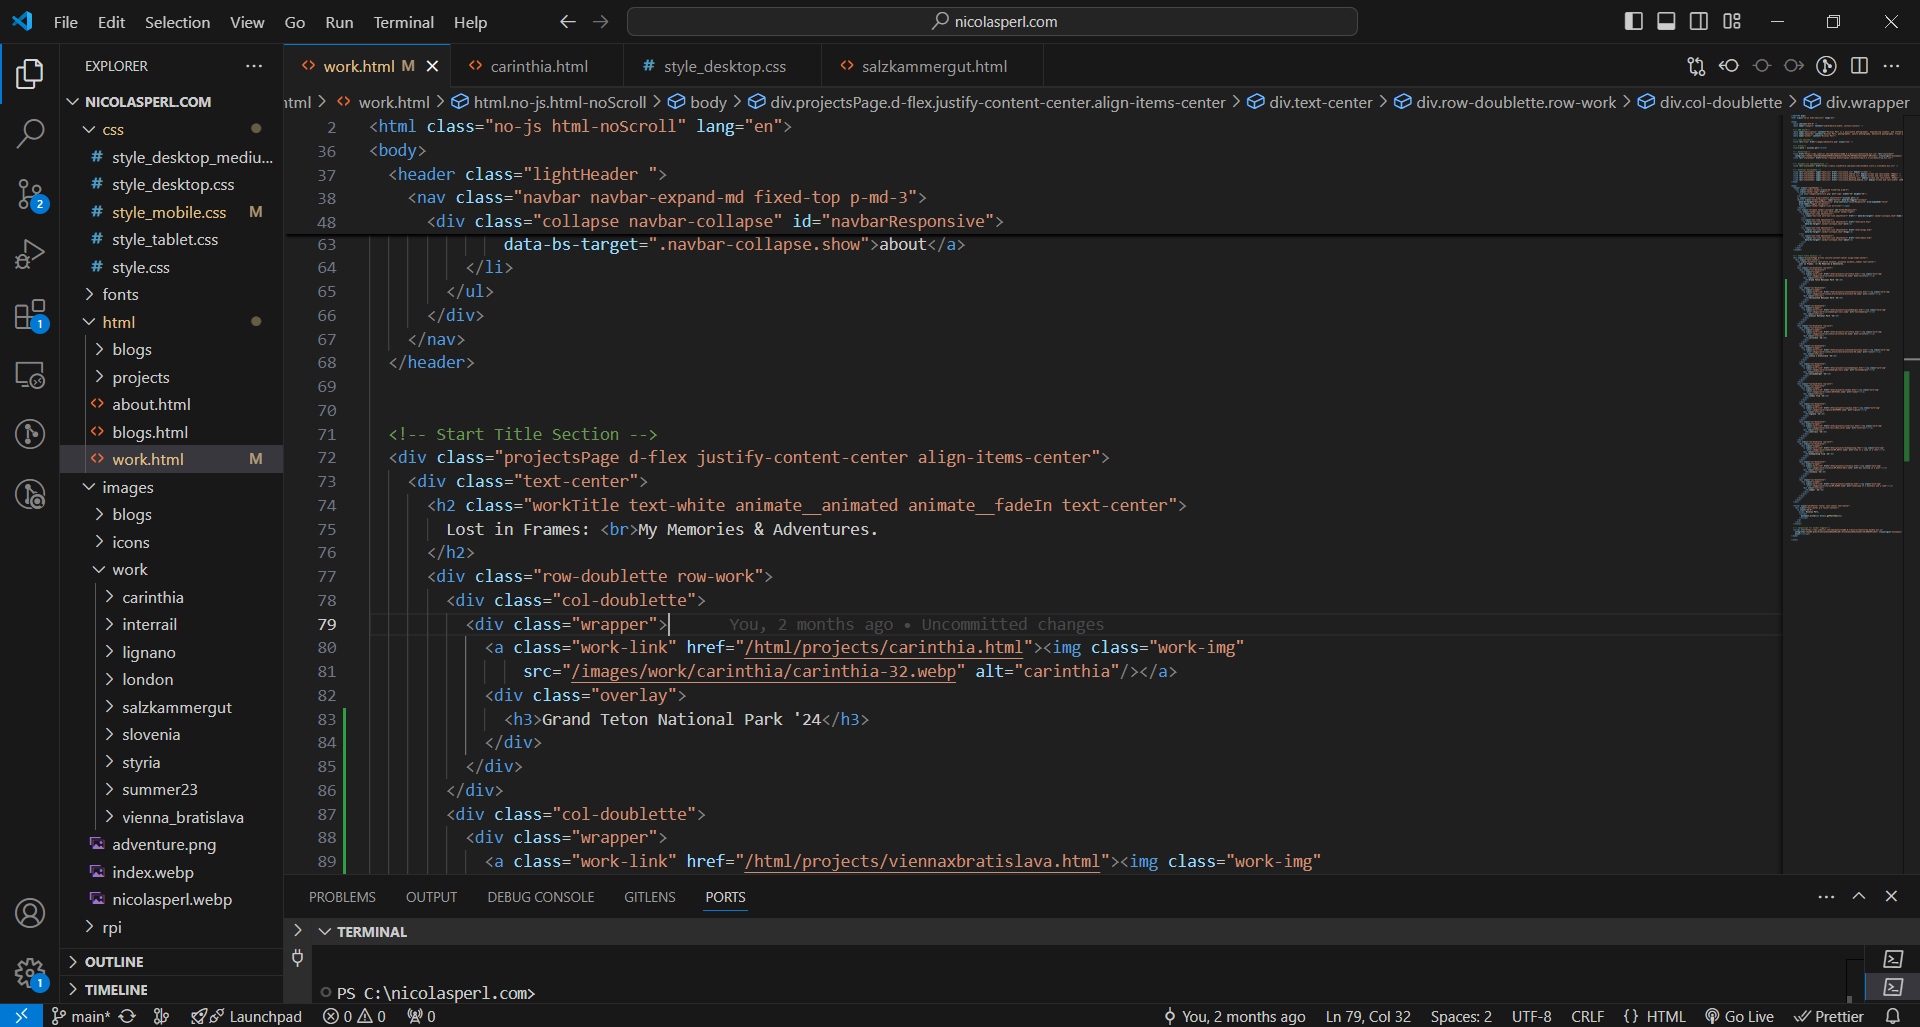 File Edit Selection View Go Run Terminal Help
nicolasperl.com
EXPLORER
NICOLASPERL.COM
css
style_desktop_mediu...
style_desktop.css
style_mobile.css M
style_tablet.css
style.css
fonts
html
blogs
projects
about.html
blogs.html
work.html M
images
blogs
icons
work
carinthia
interrail
lignano
london
salzkammergut
slovenia
styria
summer23
vienna_bratislava
adventure.png
index.webp
nicolasperl.webp
rpi
OUTLINE
TIMELINE
2
1
1
work.html M carinthia.html style_desktop.css salzkammergut.html
html > work.html > html.no-js.html-noScroll > body > div.projectsPage.d-flex.justify-content-center.align-items-center > div.text-center > div.row-doublette.row-work > div.col-doublette > div.wrapper
2 <html class="no-js html-noScroll" lang="en">
36 <body>
37 <header class="lightHeader ">
38 <nav class="navbar navbar-expand-md fixed-top p-md-3">
48 <div class="collapse navbar-collapse" id="navbarResponsive">
63 data-bs-target=".navbar-collapse.show">about</a>
64 </li>
65 </ul>
66 </div>
67 </nav>
68 </header>
69
70
71 <!-- Start Title Section -->
72 <div class="projectsPage d-flex justify-content-center align-items-center">
73 <div class="text-center">
74 <h2 class="workTitle text-white animate__animated animate__fadeIn text-center">
75 Lost in Frames: <br>My Memories & Adventures.
76 </h2>
77 <div class="row-doublette row-work">
78 <div class="col-doublette">
79 <div class="wrapper"> You, 2 months ago • Uncommitted changes
80 <a class="work-link" href="/html/projects/carinthia.html"><img class="work-img"
81 src="/images/work/carinthia/carinthia-32.webp" alt="carinthia"/></a>
82 <div class="overlay">
83 <h3>Grand Teton National Park '24</h3>
84 </div>
85 </div>
86 </div>
87 <div class="col-doublette">
88 <div class="wrapper">
89 <a class="work-link" href="/html/projects/viennaxbratislava.html"><img class="work-img"
PROBLEMS OUTPUT DEBUG CONSOLE GITLENS PORTS
TERMINAL
PS C:\nicolasperl.com>
main* Launchpad 0 0 0 You, 2 months ago Ln 79, Col 32 Spaces: 2 UTF-8 CRLF {} HTML Go Live Prettier